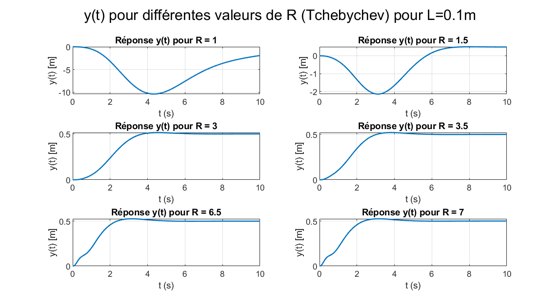 y(t) pour différentes valeurs de R (Tchebychev) pour L=0.1m
Réponse y(t) pour R = 1
y(t) [m]
0
-5
-10
0 2 4 6 8 10
t (s)
Réponse y(t) pour R = 1.5
y(t) [m]
0
-1
-2
0 2 4 6 8 10
t (s)
Réponse y(t) pour R = 3
y(t) [m]
0.5
0
0 2 4 6 8 10
t (s)
Réponse y(t) pour R = 3.5
y(t) [m]
0.5
0
0 2 4 6 8 10
t (s)
Réponse y(t) pour R = 6.5
y(t) [m]
0.5
0
0 2 4 6 8 10
t (s)
Réponse y(t) pour R = 7
y(t) [m]
0.5
0
0 2 4 6 8 10
t (s)